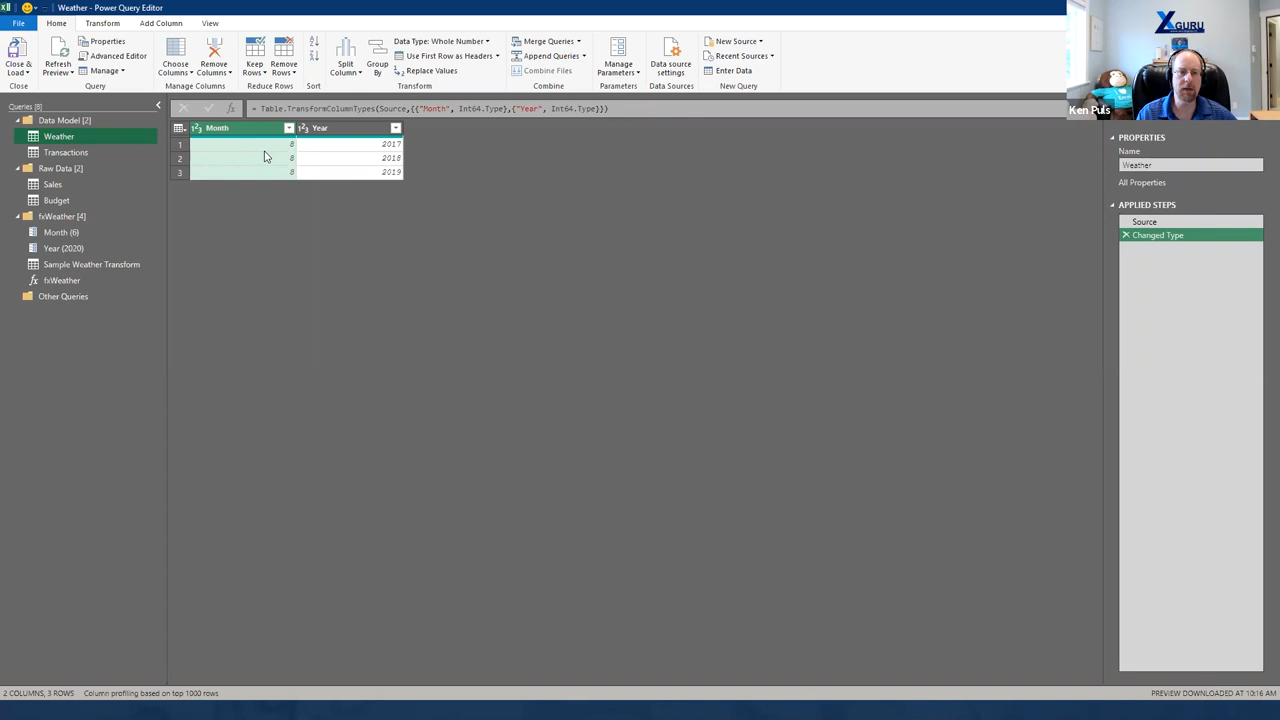 Weather - Power Query Editor
File Home Transform Add Column View
Close & Load
Close
Refresh Preview
Properties
Advanced Editor
Manage
Query
Choose Columns
Remove Columns
Manage Columns
Keep Rows
Remove Rows
Reduce Rows
Sort
Split Column
Group By
Data Type: Whole Number
Use First Row as Headers
Replace Values
Transform
Merge Queries
Append Queries
Combine Files
Combine
Manage Parameters
Parameters
Data source settings
Data Sources
New Source
Recent Sources
Enter Data
New Query
XGURU
Ken Puls
Queries [8]
Data Model [2]
Weather
Transactions
Raw Data [2]
Sales
Budget
fxWeather [4]
Month (6)
Year (2020)
Sample Weather Transform
fx fxWeather
Other Queries
fx = Table.TransformColumnTypes(Source,{{"Month", Int64.Type},{"Year", Int64.Type}})
123 Month 123 Year
1 8 2017
2 8 2018
3 8 2019
PROPERTIES
Name
Weather
All Properties
APPLIED STEPS
Source
Changed Type
2 COLUMNS, 3 ROWS Column profiling based on top 1000 rows
PREVIEW DOWNLOADED AT 10:16 AM